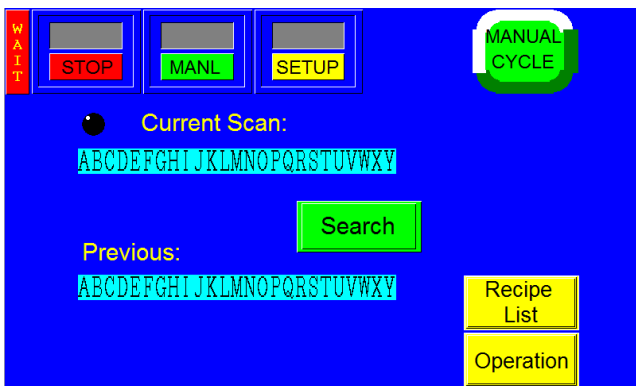 WAIT
STOP
MANL
SETUP
MANUAL
CYCLE
Current Scan:
ABCDEFGHIJKLMNOPQRSTUVWXY
Search
Previous:
ABCDEFGHIJKLMNOPQRSTUVWXY
Recipe
List
Operation